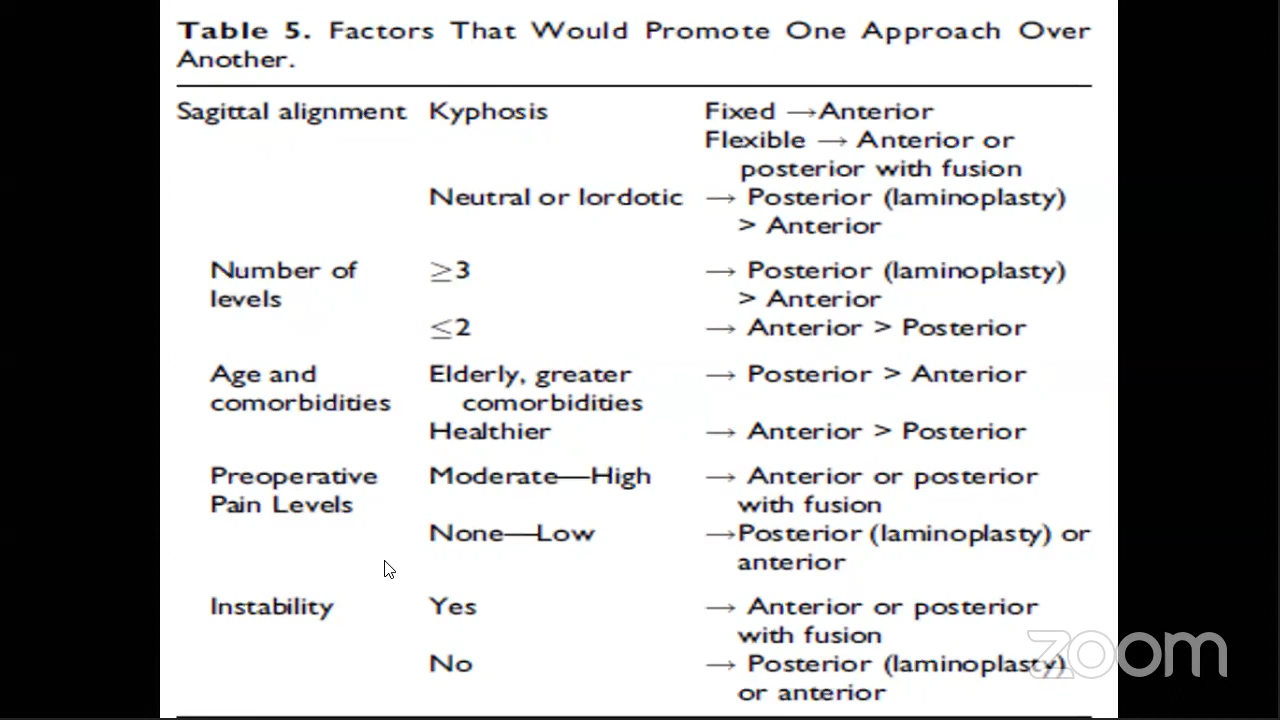 Table 5. Factors That Would Promote One Approach Over
Another.
Sagittal alignment Kyphosis Fixed →Anterior
Flexible → Anterior or
posterior with fusion
Neutral or lordotic → Posterior (laminoplasty)
> Anterior
Number of ≥3 → Posterior (laminoplasty)
levels > Anterior
≤2 → Anterior > Posterior
Age and Elderly, greater → Posterior > Anterior
comorbidities comorbidities
Healthier → Anterior > Posterior
Preoperative Moderate—High → Anterior or posterior
Pain Levels with fusion
None—Low →Posterior (laminoplasty) or
anterior
Instability Yes → Anterior or posterior
with fusion
No → Posterior (laminoplasty)
or anterior
zoom